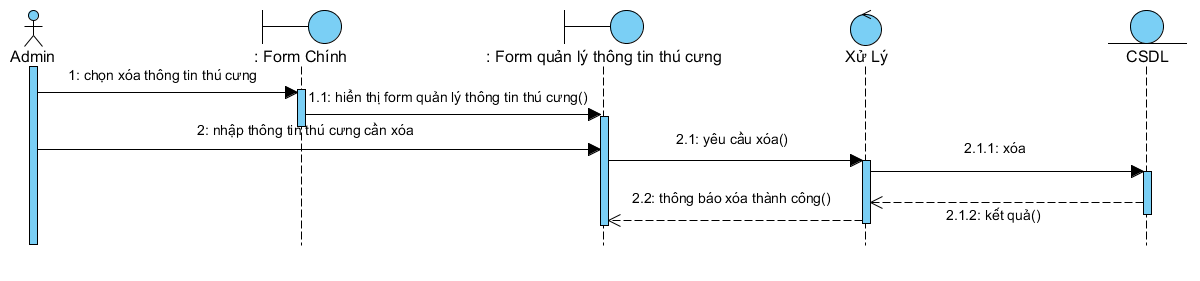 Admin
: Form Chính
: Form quản lý thông tin thú cưng
Xử Lý
CSDL
1: chọn xóa thông tin thú cưng
1.1: hiền thị form quản lý thông tin thú cưng()
2: nhập thông tin thú cưng cần xóa
2.1: yêu cầu xóa()
2.1.1: xóa
2.2: thông báo xóa thành công()
2.1.2: kết quả()